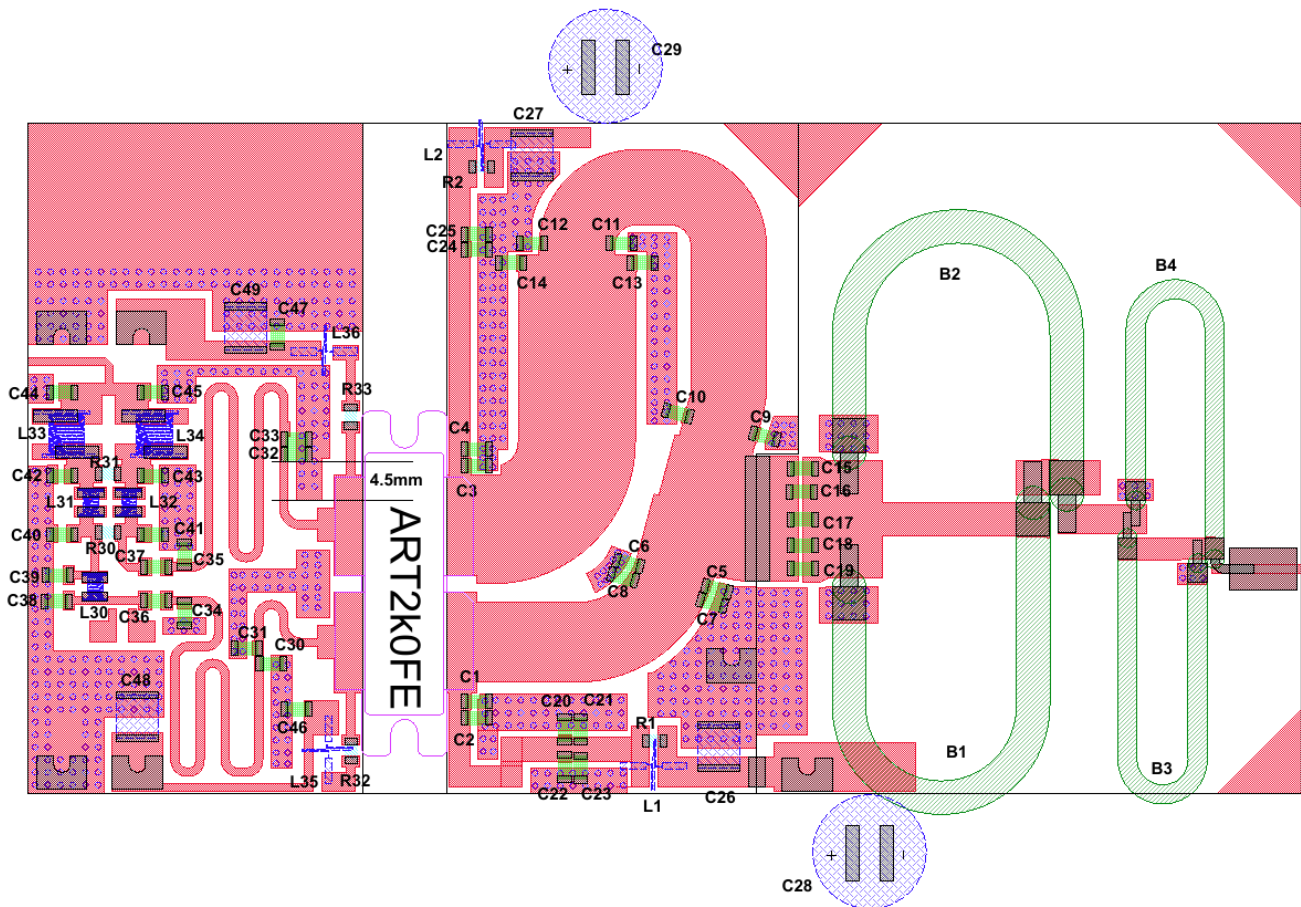 C29
+
−
C27
L2
R2
C25
C24
C12
C11
C14
C13
B2
B4
C49
C47
L36
C44
C45
R33
C10
L33
L34
C33
C32
C4
C9
C42
R31
C43
4.5mm
C3
C15
L31
L32
C16
C41
C17
C40
R30
C37
C35
C6
C18
C39
C8
C5
C19
C38
L30
C36
C34
C7
ART2k0FE
C31
C30
C48
C1
C46
C2
C20
C21
R1
L35
R32
C22
C23
L1
C26
B1
B3
+
−
C28